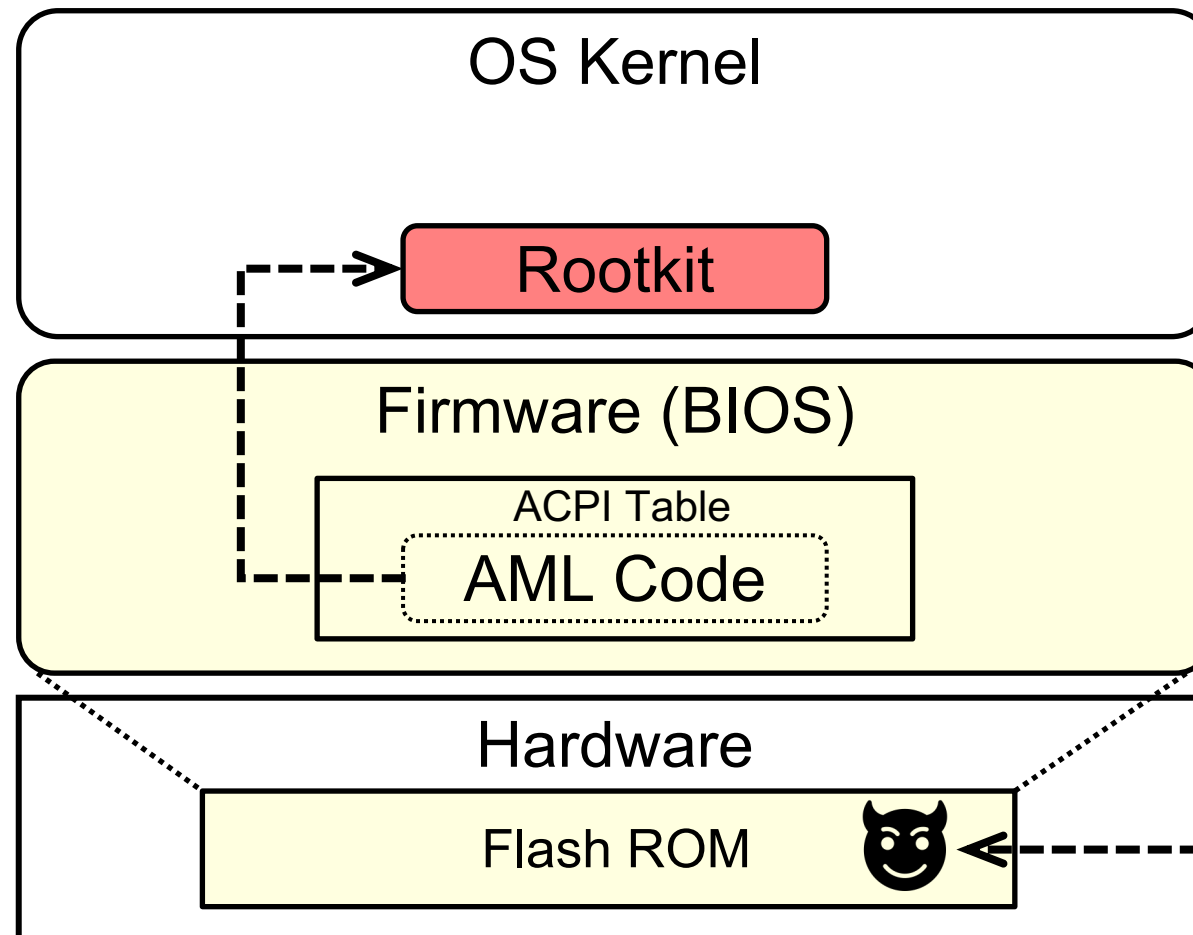 OS Kernel
Rootkit
Firmware (BIOS)
ACPI Table
AML Code
Hardware
Flash ROM